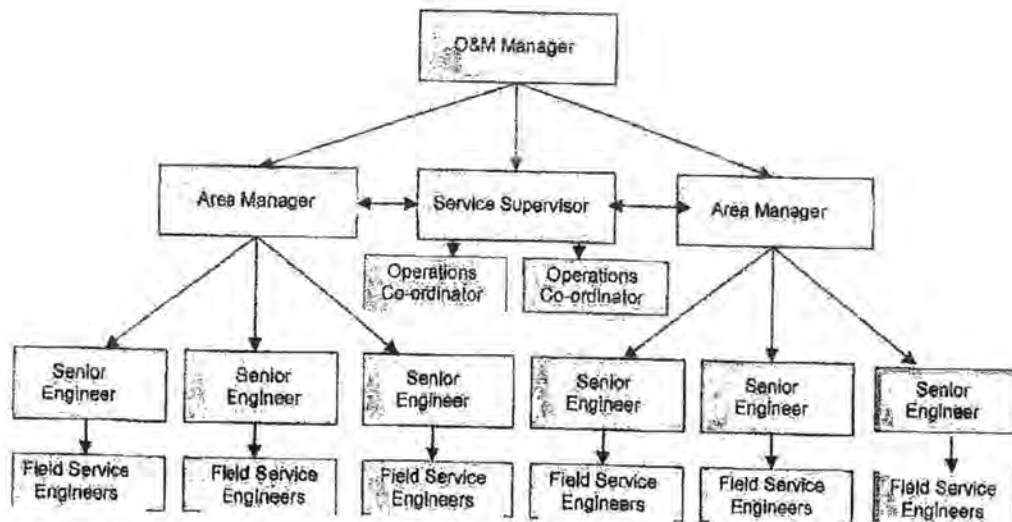 O&M Manager
Area Manager
Service Supervisor
Area Manager
Operations
Co-ordinator
Operations
Co-ordinator
Senior
Engineer
Senior
Engineer
Senior
Engineer
Senior
Engineer
Senior
Engineer
Senior
Engineer
Field Service
Engineers
Field Service
Engineers
Field Service
Engineers
Field Service
Engineers
Field Service
Engineers
Field Service
Engineers